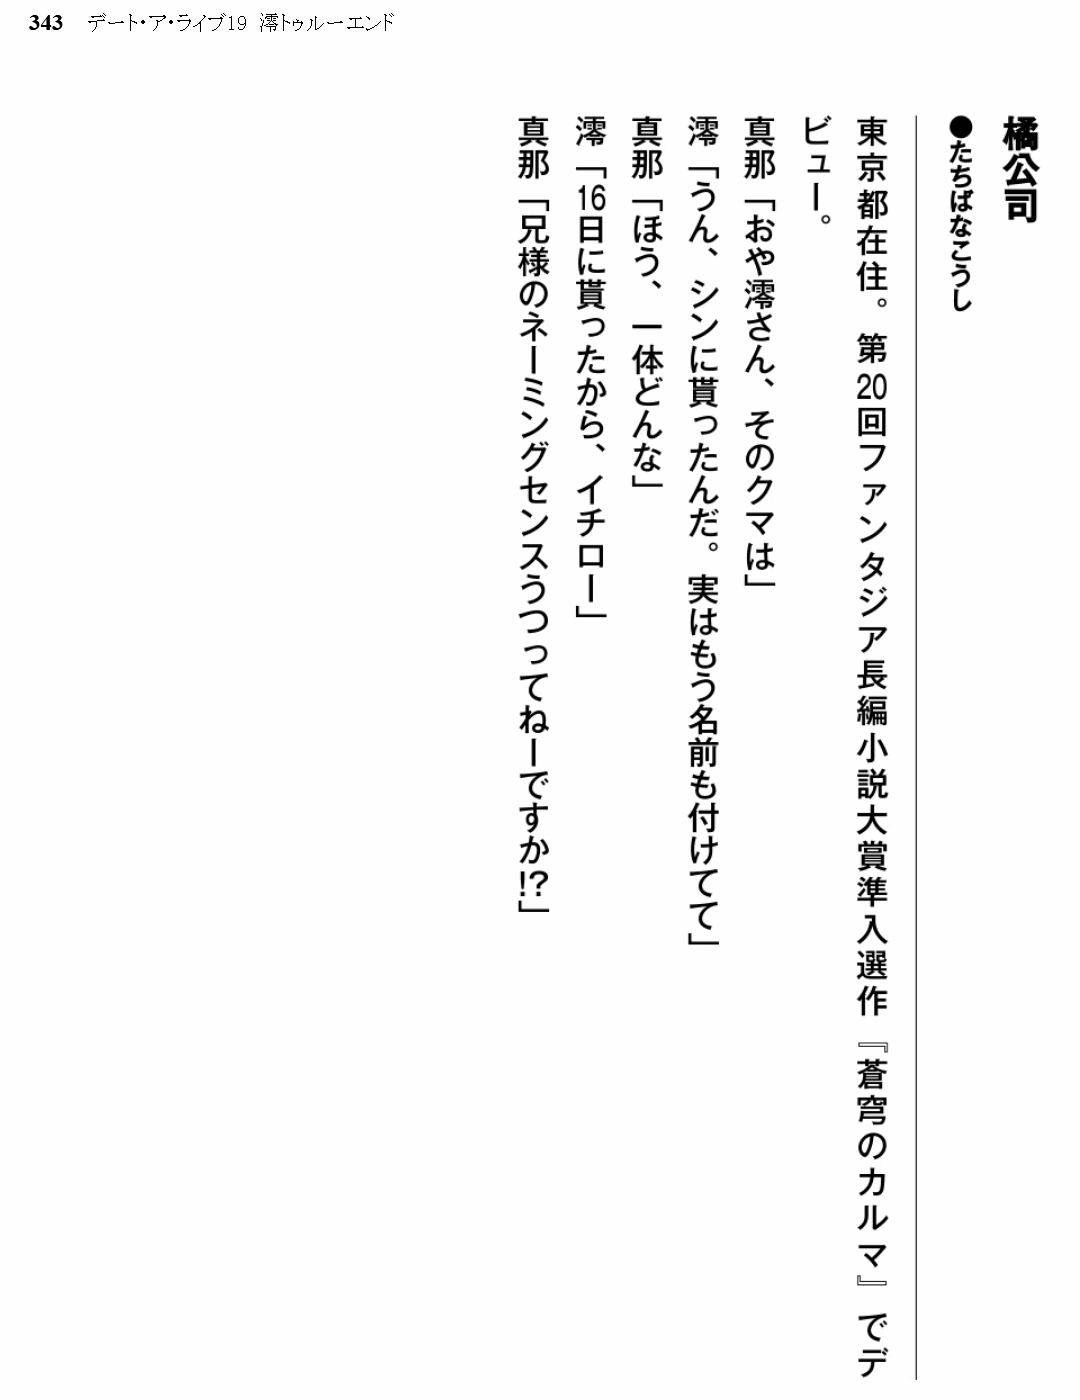 343 デート・ア・ライブ19 澪トゥルーエンド
橘公司
●たちばなこうし
東京都在住。第20回ファンタジア長編小説大賞準入選作『蒼穹のカルマ』でデ
ビュー。
真那「おや澪さん、そのクマは」
澪「うん、シンに貰ったんだ。実はもう名前も付けてて」
真那「ほう、一体どんな」
澪「16日に貰ったから、イチロー」
真那「兄様のネーミングセンスうつってねーですか!?」